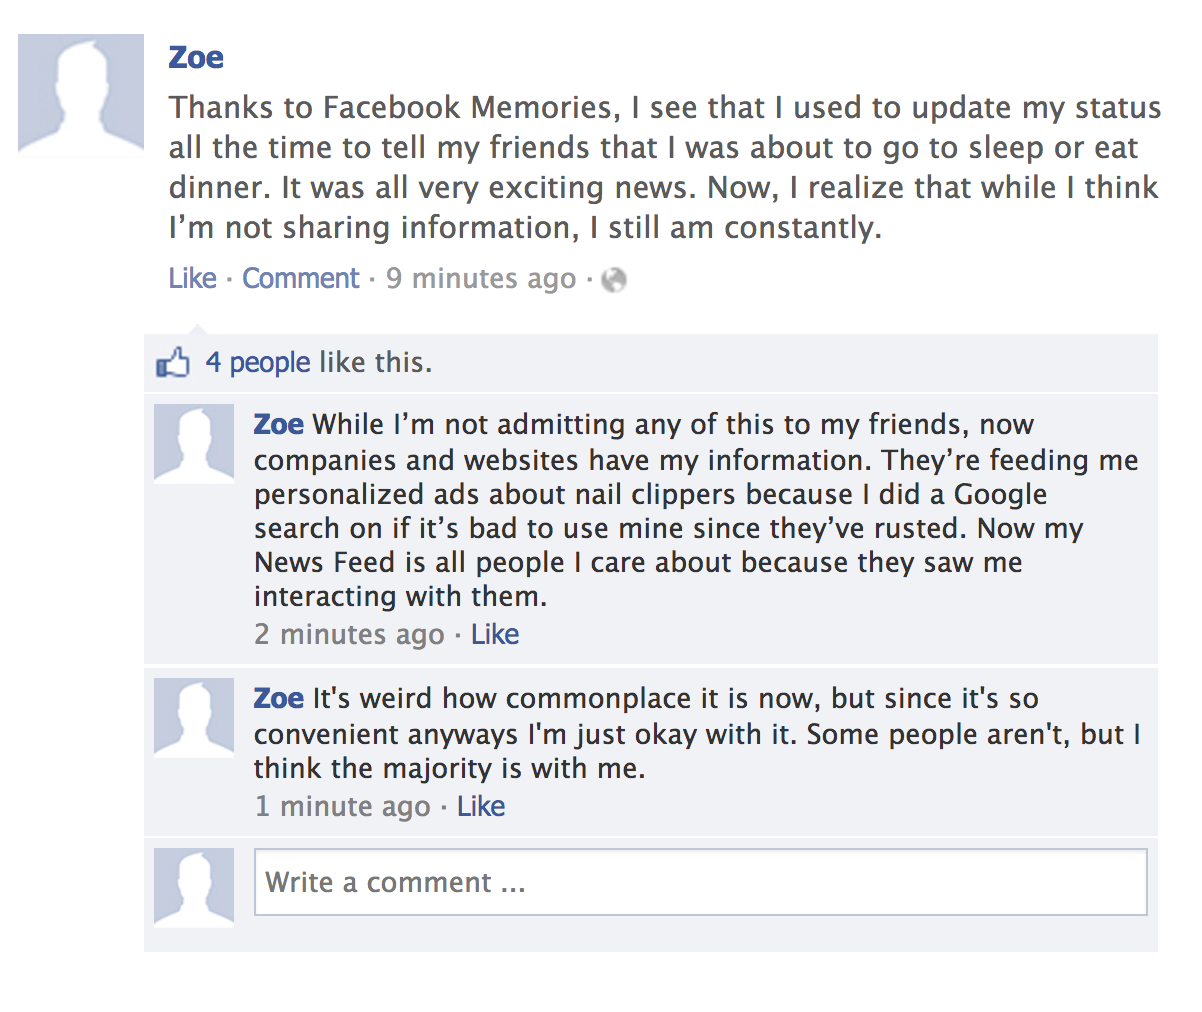 Zoe
Thanks to Facebook Memories, I see that I used to update my status
all the time to tell my friends that I was about to go to sleep or eat
dinner. It was all very exciting news. Now, I realize that while I think
I’m not sharing information, I still am constantly.
Like · Comment · 9 minutes ago ·
4 people like this.
Zoe While I’m not admitting any of this to my friends, now
companies and websites have my information. They’re feeding me
personalized ads about nail clippers because I did a Google
search on if it’s bad to use mine since they’ve rusted. Now my
News Feed is all people I care about because they saw me
interacting with them.
2 minutes ago · Like
Zoe It's weird how commonplace it is now, but since it's so
convenient anyways I'm just okay with it. Some people aren't, but I
think the majority is with me.
1 minute ago · Like
Write a comment ...